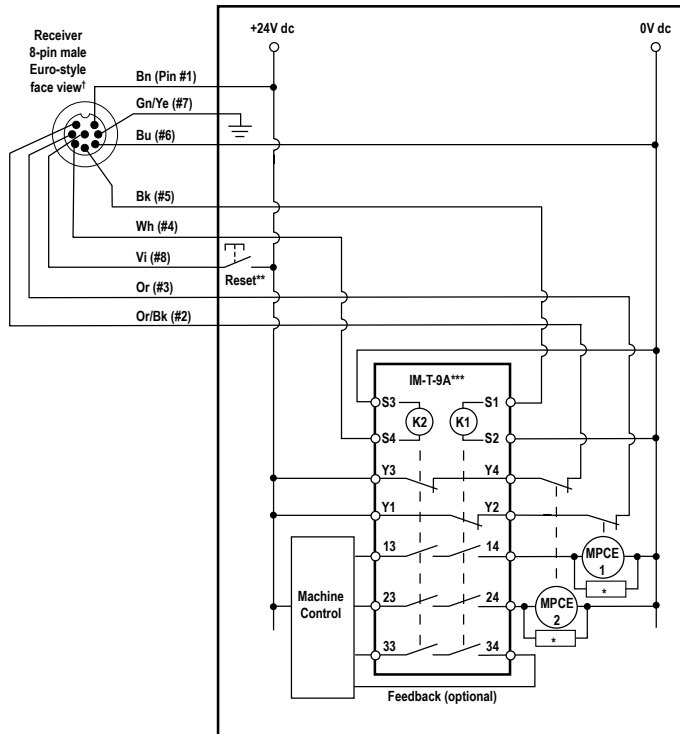 +24V dc
0V dc
Receiver
8-pin male
Euro-style
face view†
Bn (Pin #1)
Gn/Ye (#7)
Bu (#6)
Bk (#5)
Wh (#4)
Vi (#8)
Reset**
Or (#3)
Or/Bk (#2)
IM-T-9A***
S3
K2
K1
S1
S4
S2
Y3
Y4
Y1
Y2
13
14
MPCE
1
*
Machine
Control
23
24
MPCE
2
*
33
34
Feedback (optional)